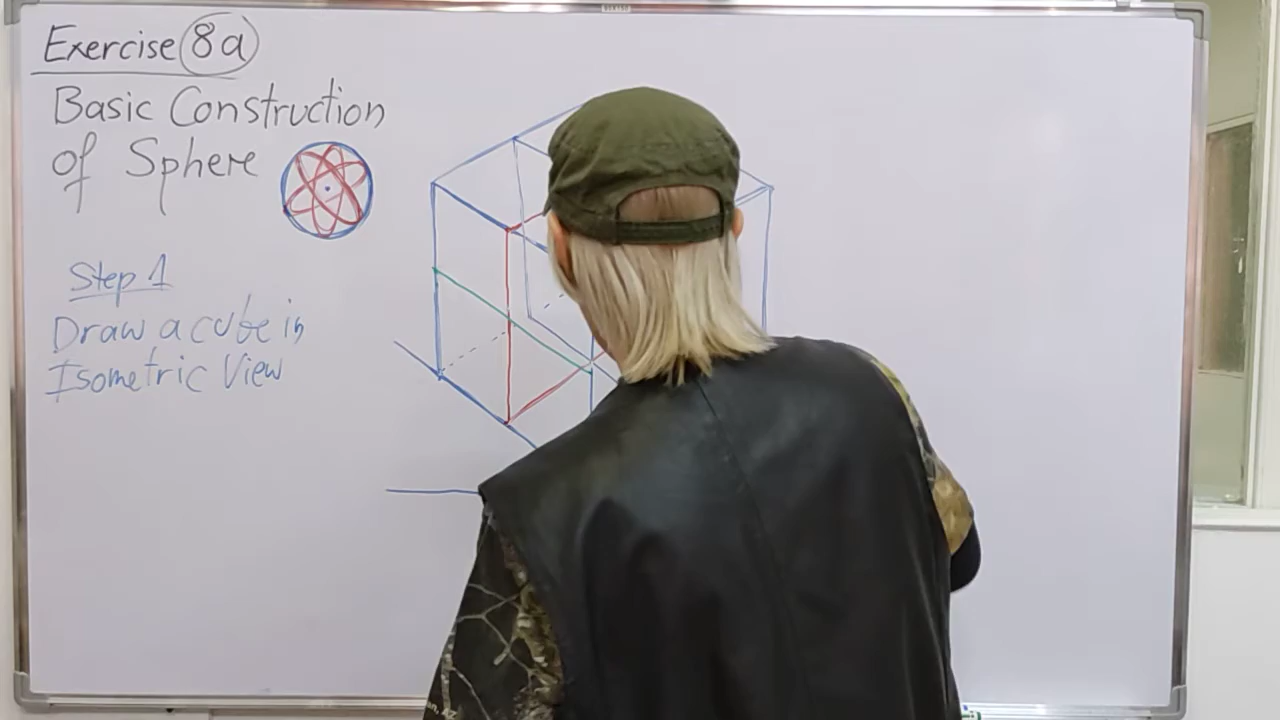 Exercise 8a
Basic Construction
of Sphere
Step 1
Draw a cube in
Isometric View